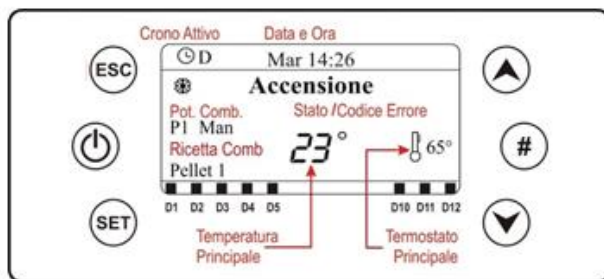 Crono Attivo Data e Ora
ESC
D Mar 14:26
Accensione
Pot. Comb. Stato /Codice Errore
P1 Man
23° 65°
#
Ricetta Comb
Pellet 1
D1 D2 D3 D4 D5 D10 D11 D12
SET
Temperatura Principale
Termostato Principale